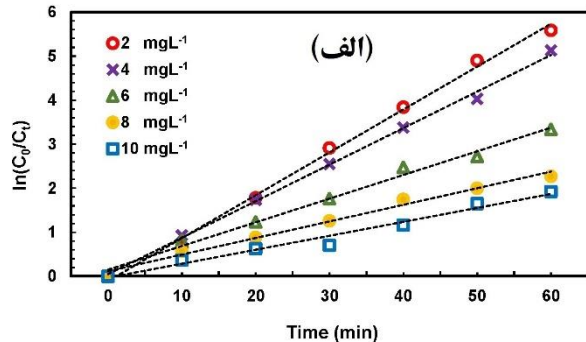 6
5
4
3
2
1
0
ln(C₀/Cₜ)
2 mgL⁻¹
4 mgL⁻¹
6 mgL⁻¹
8 mgL⁻¹
10 mgL⁻¹
(الف)
0 10 20 30 40 50 60
Time (min)